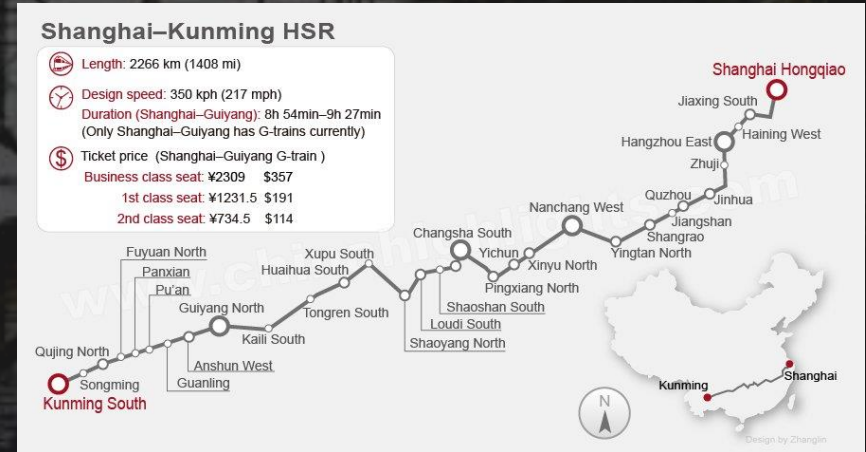 Shanghai–Kunming HSR
Length: 2266 km (1408 mi)
Design speed: 350 kph (217 mph)
Duration (Shanghai–Guiyang): 8h 54min–9h 27min
(Only Shanghai–Guiyang has G-trains currently)
$
Ticket price (Shanghai–Guiyang G-train )
Business class seat: ¥2309 $357
1st class seat: ¥1231.5 $191
2nd class seat: ¥734.5 $114
Shanghai Hongqiao
Jiaxing South
Haining West
Hangzhou East
Zhuji
Jinhua
Quzhou
Jiangshan
Shangrao
Yingtan North
Nanchang West
Xinyu North
Yichun
Pingxiang North
Changsha South
Shaoshan South
Loudi South
Shaoyang North
Xupu South
Huaihua South
Tongren South
Kaili South
Guiyang North
Anshun West
Guanling
Pu'an
Panxian
Fuyuan North
Qujing North
Songming
Kunming South
Kunming
Shanghai
N
Design by Zhanglin